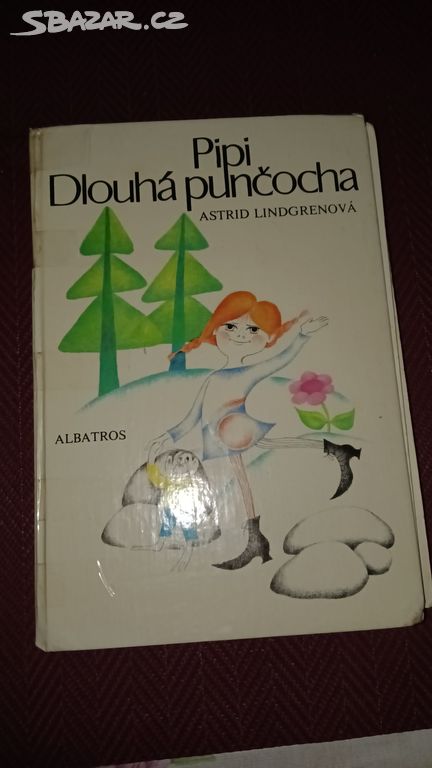 SBAZAR.CZ
Pipi
Dlouhá punčocha
ASTRID LINDGRENOVÁ
ALBATROS